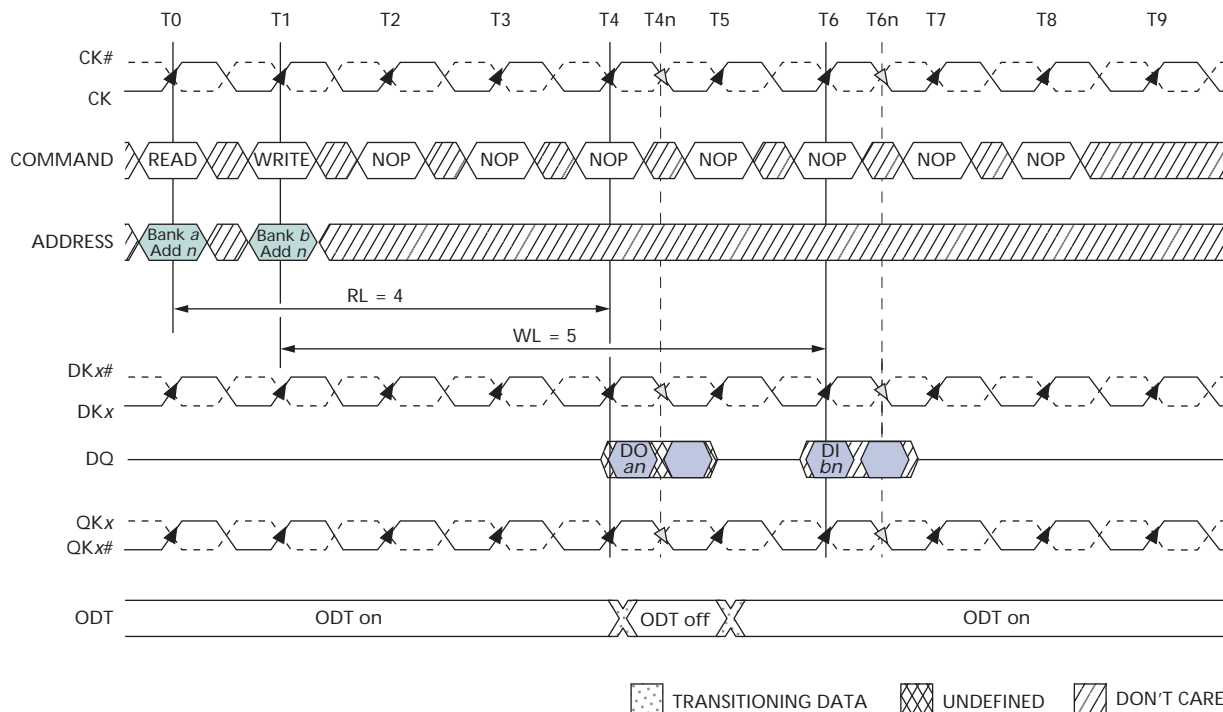 T0 T1 T2 T3 T4 T4n T5 T6 T6n T7 T8 T9
CK#
CK
COMMAND READ WRITE NOP NOP NOP NOP NOP NOP NOP
ADDRESS Bank a Add n Bank b Add n
RL = 4
WL = 5
DKx#
DKx
DQ DO an DI bn
QKx
QKx#
ODT ODT on ODT off ODT on
TRANSITIONING DATA UNDEFINED DON'T CARE